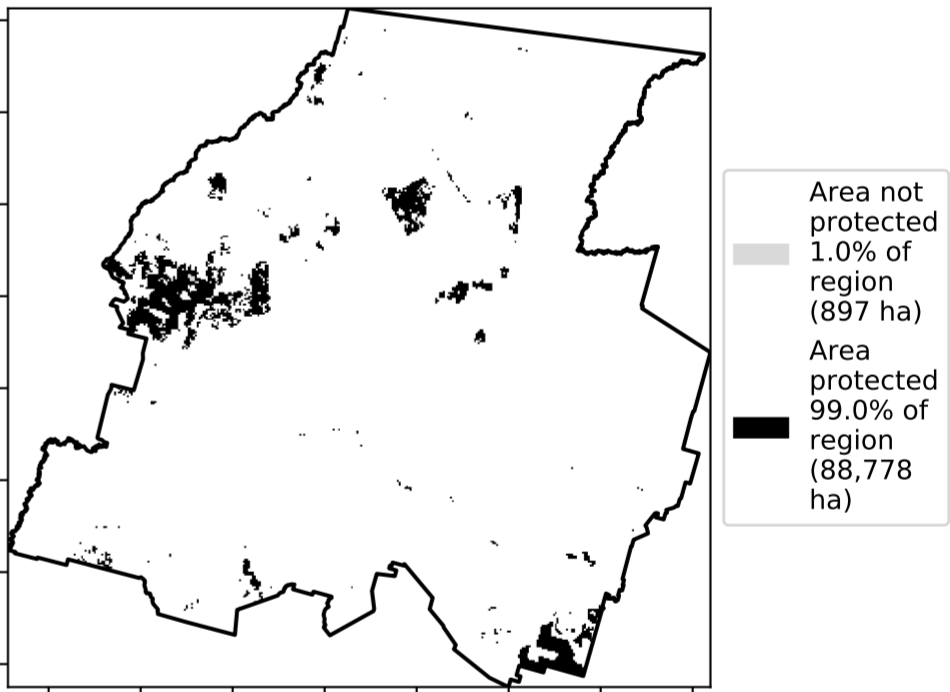 Area not
protected
1.0% of
region
(897 ha)
Area
protected
99.0% of
region
(88,778
ha)